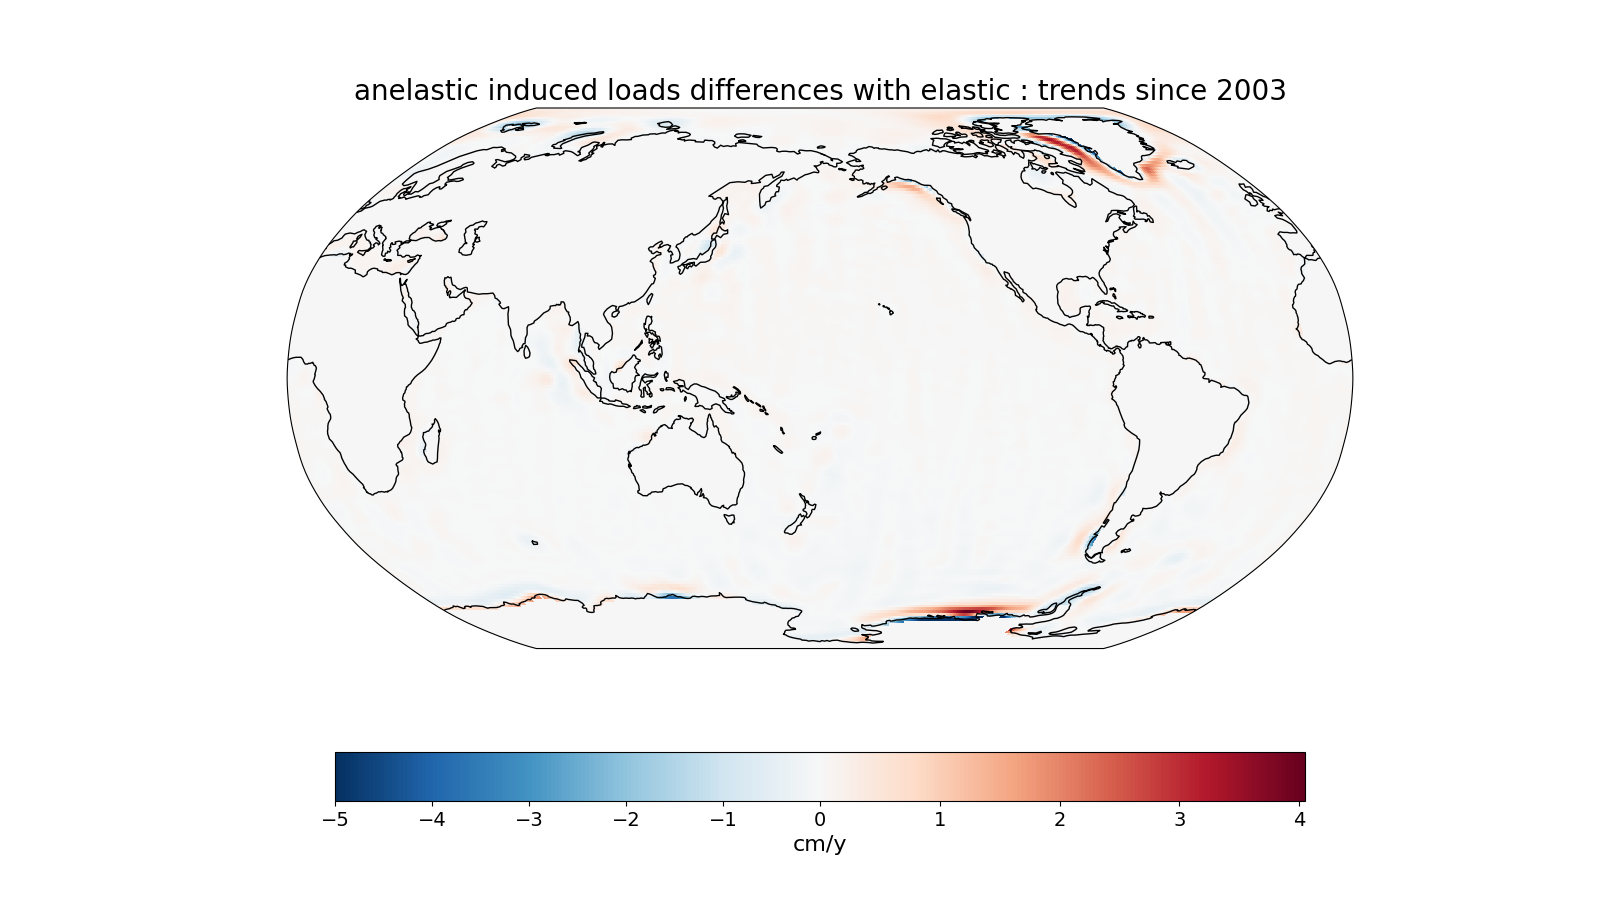 anelastic induced loads differences with elastic : trends since 2003
−5 −4 −3 −2 −1 0 1 2 3 4
cm/y